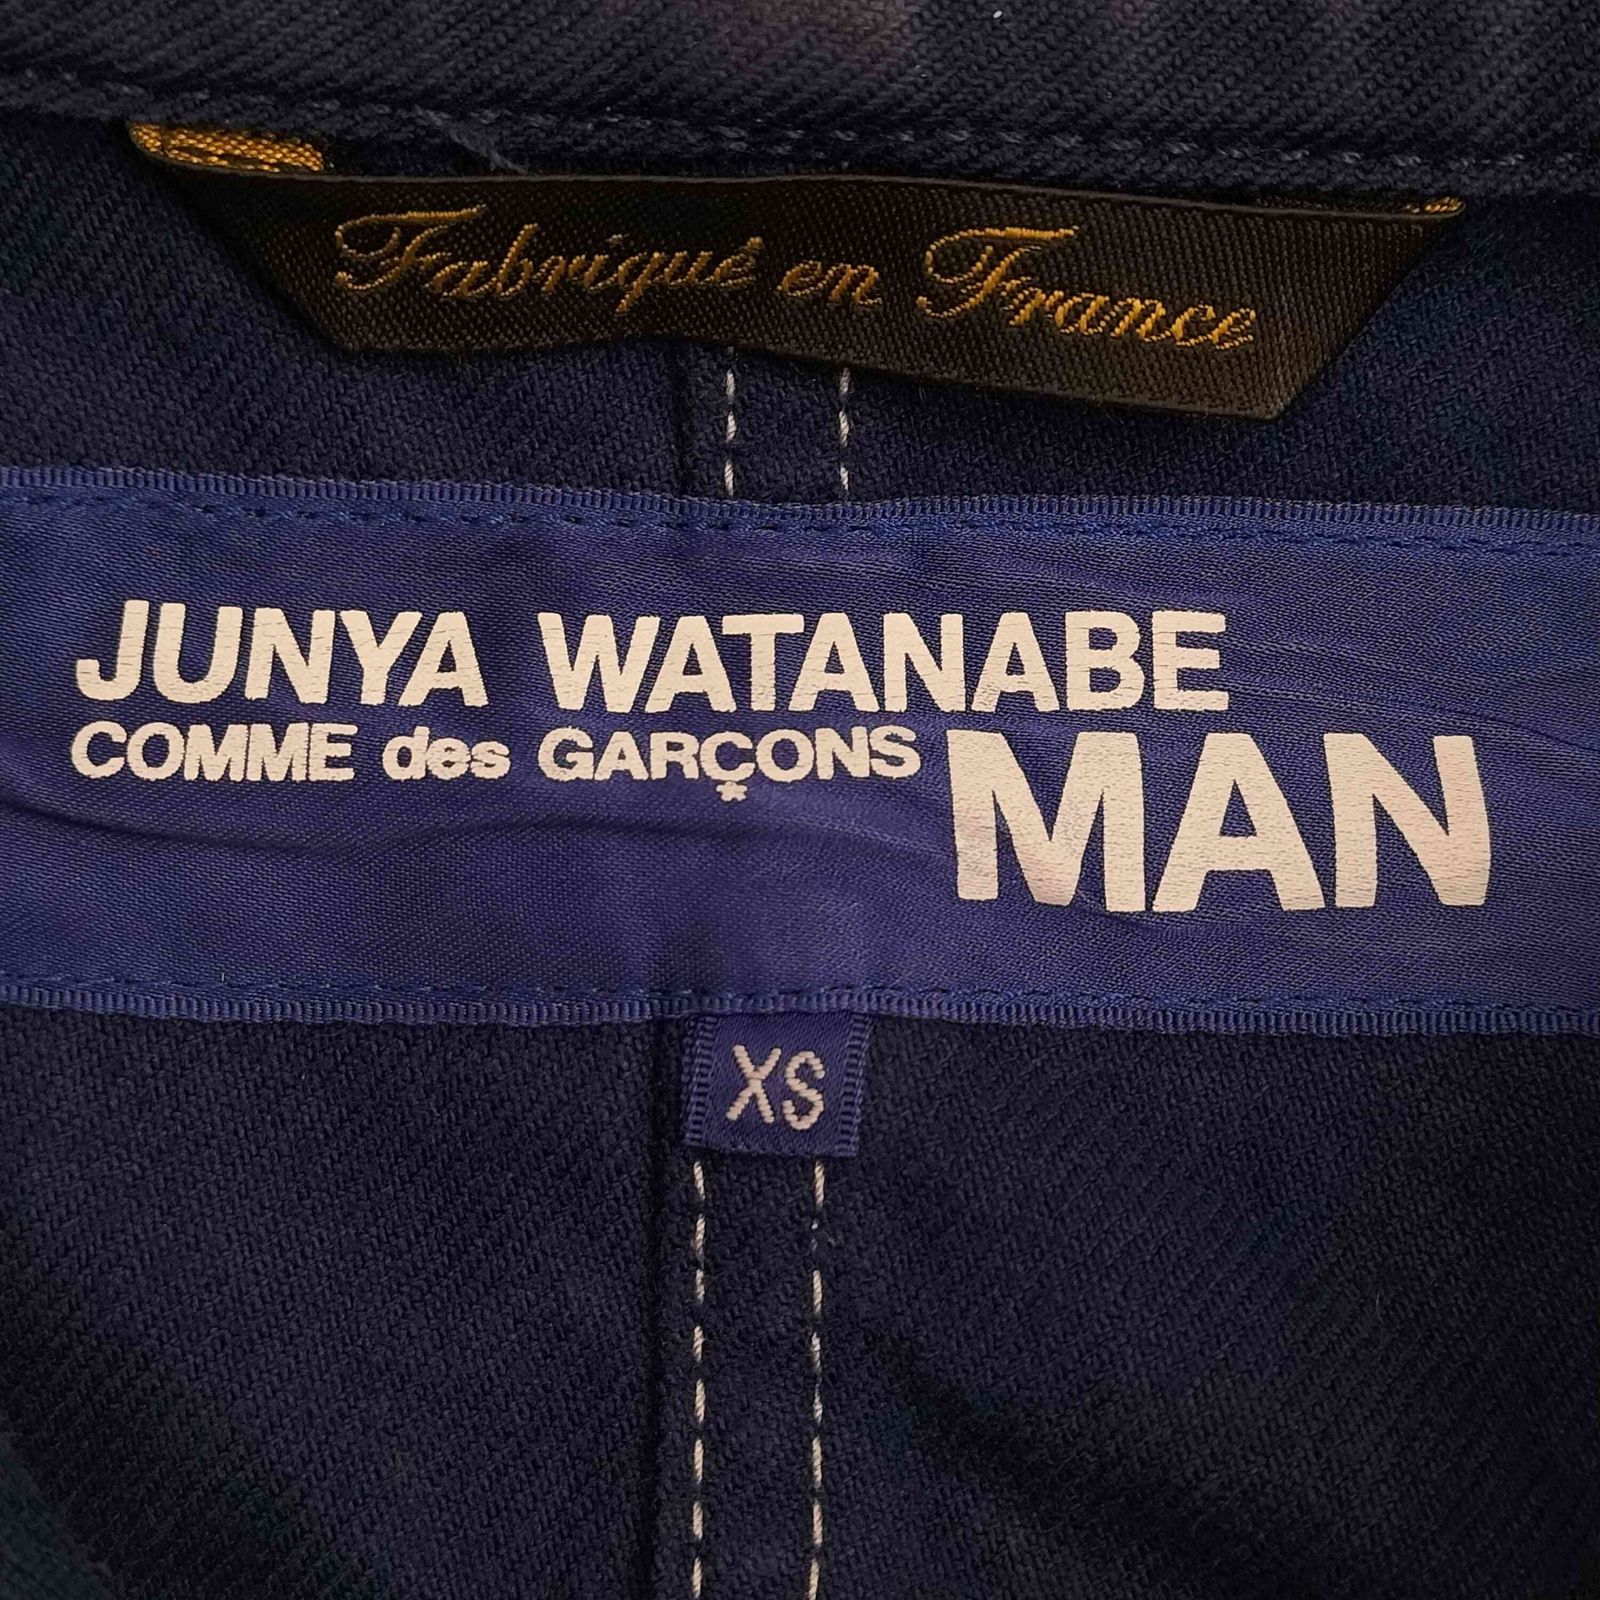 Fabriqué en France
JUNYA WATANABE
COMME des GARÇONS
MAN
XS